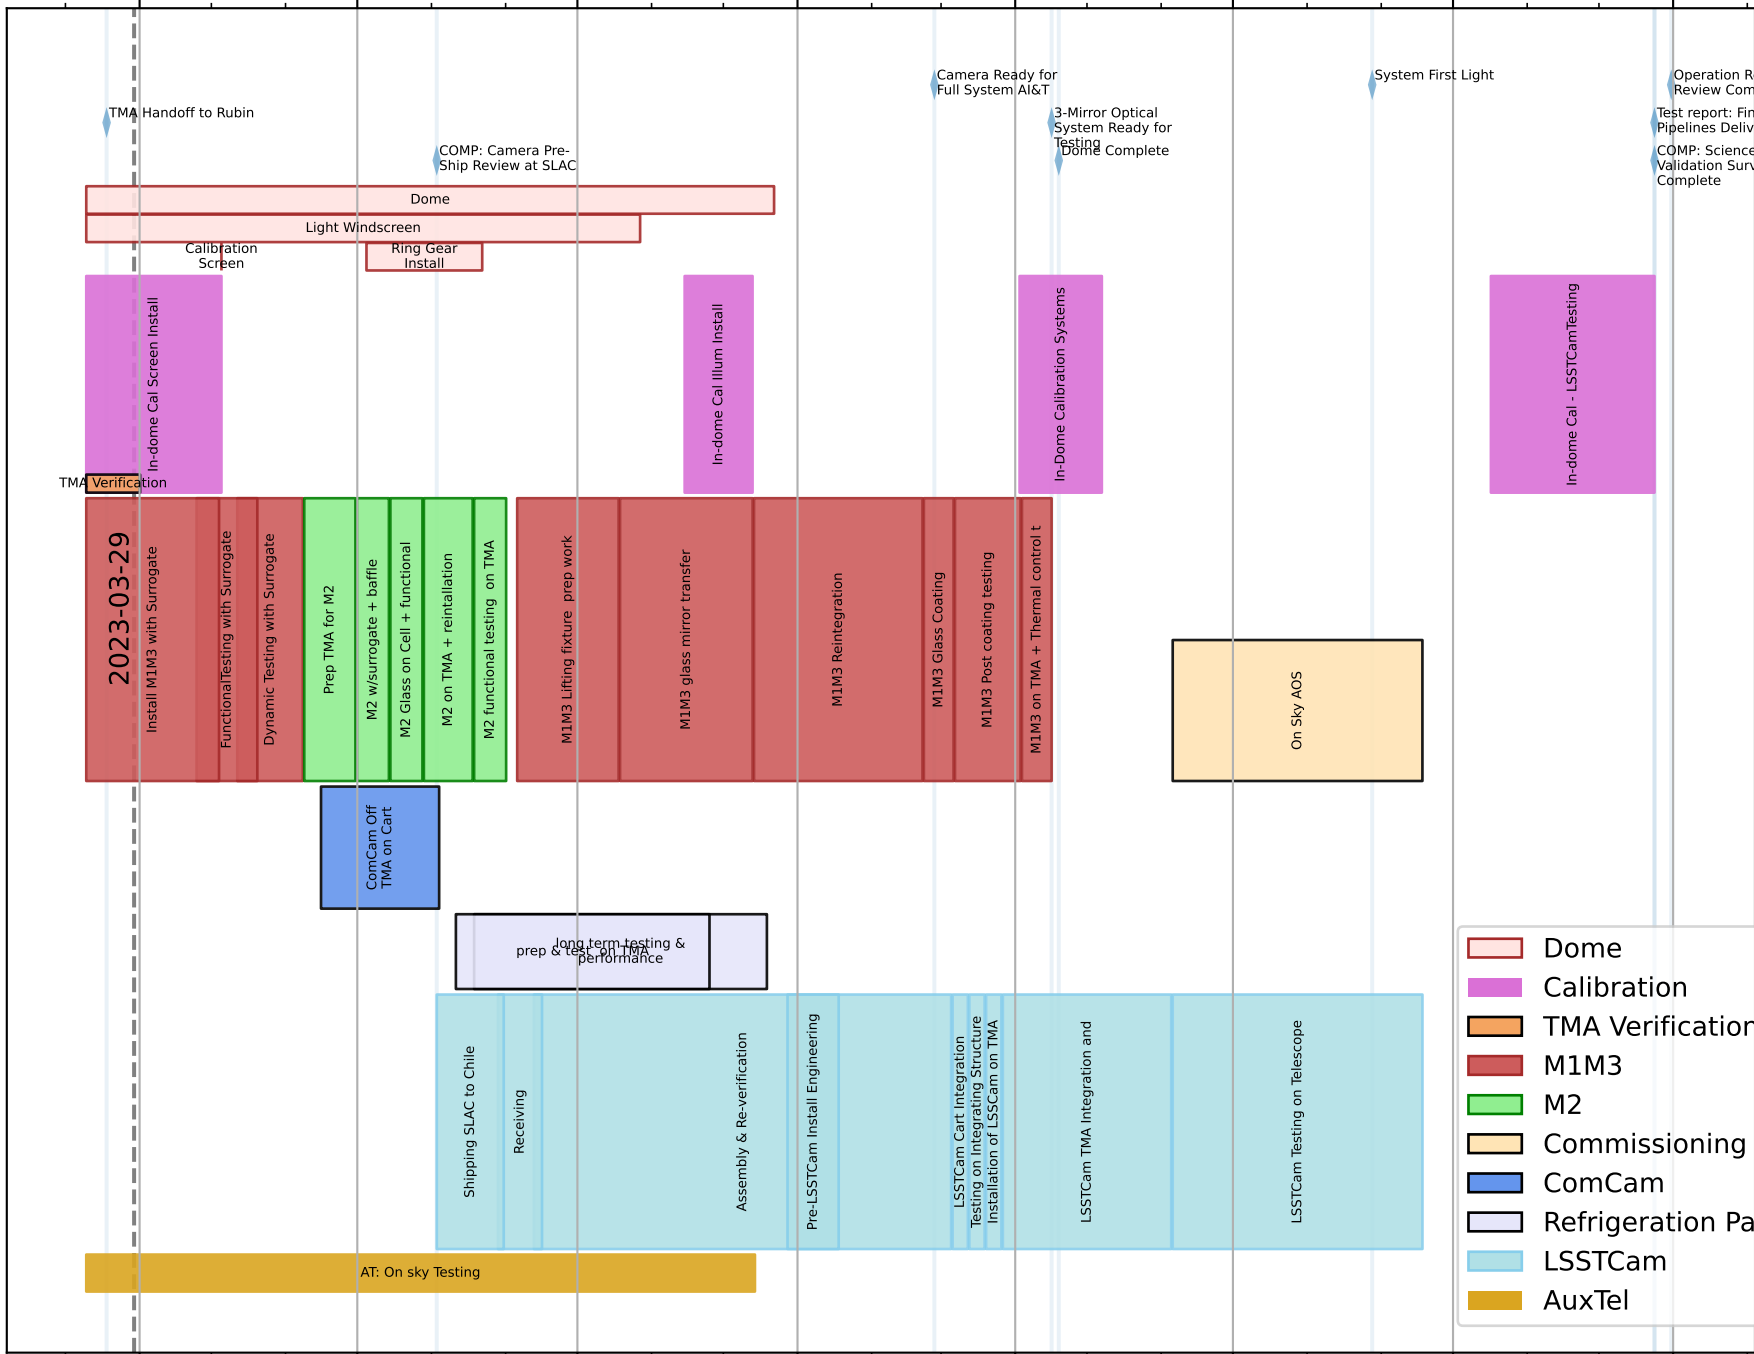 Camera Ready for
Full System AI&T
System First Light
Operation R
Review Com
TMA Handoff to Rubin
3-Mirror Optical
System Ready for
Testing
Test report: Fin
Pipelines Deliv
COMP: Camera Pre-
Ship Review at SLAC
Dome Complete
COMP: Science
Validation Surv
Complete
Dome
Light Windscreen
Calibration
Screen
Ring Gear
Install
In-dome Cal Screen Install
In-dome Cal Illum Install
In-Dome Calibration Systems
In-dome Cal - LSSTCamTesting
TMA Verification
2023-03-29
Install M1M3 with Surrogate
FunctionalTesting with Surrogate
Dynamic Testing with Surrogate
Prep TMA for M2
M2 w/surrogate + baffle
M2 Glass on Cell + functional
M2 on TMA + reintallation
M2 functional testing  on TMA
M1M3 Lifting fixture  prep work
M1M3 glass mirror transfer
M1M3 Reintegration
M1M3 Glass Coating
M1M3 Post coating testing
M1M3 on TMA + Thermal control t
On Sky AOS
ComCam Off
TMA on Cart
prep & test  on TMA
long term testing &
performance
Shipping SLAC to Chile
Receiving
Assembly & Re-verification
Pre-LSSTCam Install Engineering
LSSTCam Cart Integration
Testing on Integrating Structure
Installation of LSSCam on TMA
LSSTCam TMA Integration and
LSSTCam Testing on Telescope
AT: On sky Testing
Dome
Calibration
TMA Verification
M1M3
M2
Commissioning
ComCam
Refrigeration Pa
LSSTCam
AuxTel